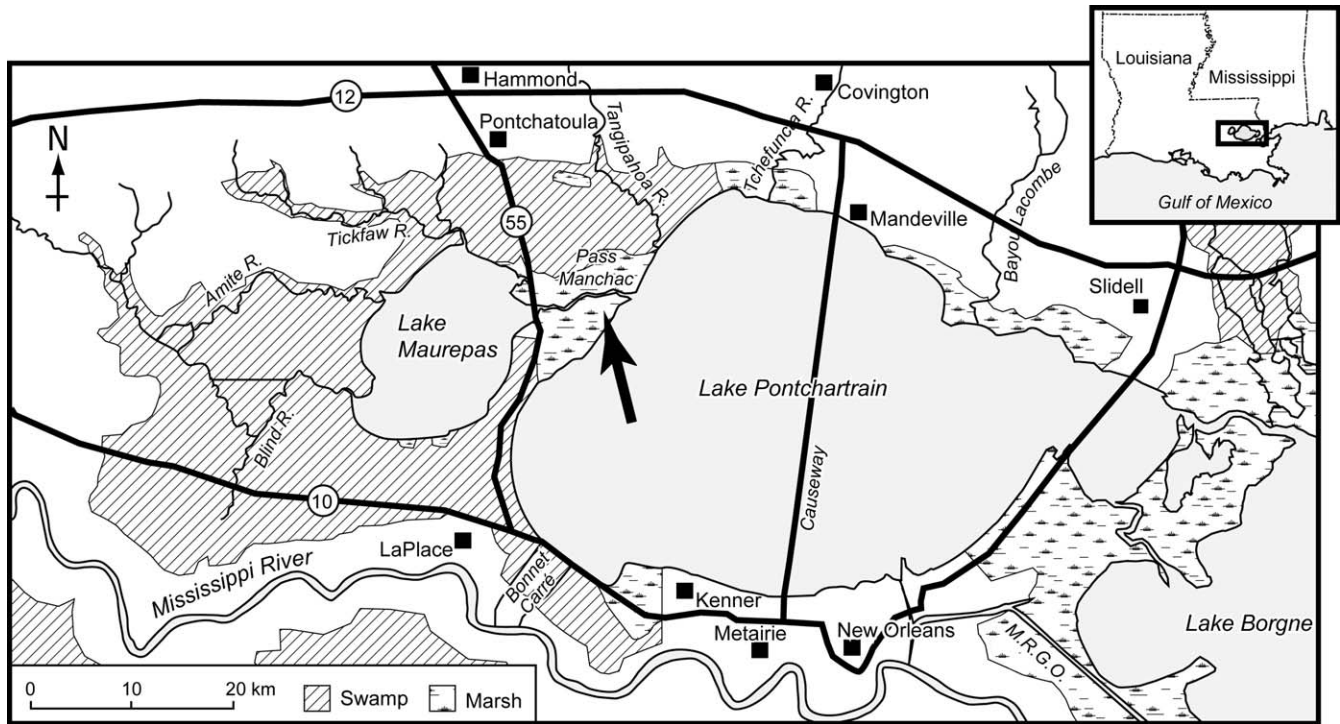 Louisiana
Mississippi
Gulf of Mexico
12
Hammond
Covington
N
Pontchatoula
Tangipahoa R.
Tchefuncta R.
Bayou Lacombe
55
Mandeville
Tickfaw R.
Pass
Manchac
Amite R.
Slidell
Lake
Maurepas
Lake Pontchartrain
Blind R.
Causeway
10
LaPlace
Mississippi River
Bonnet
Carré
Kenner
Metairie
New Orleans
M.R.G.O.
Lake Borgne
0 10 20 km
Swamp
Marsh